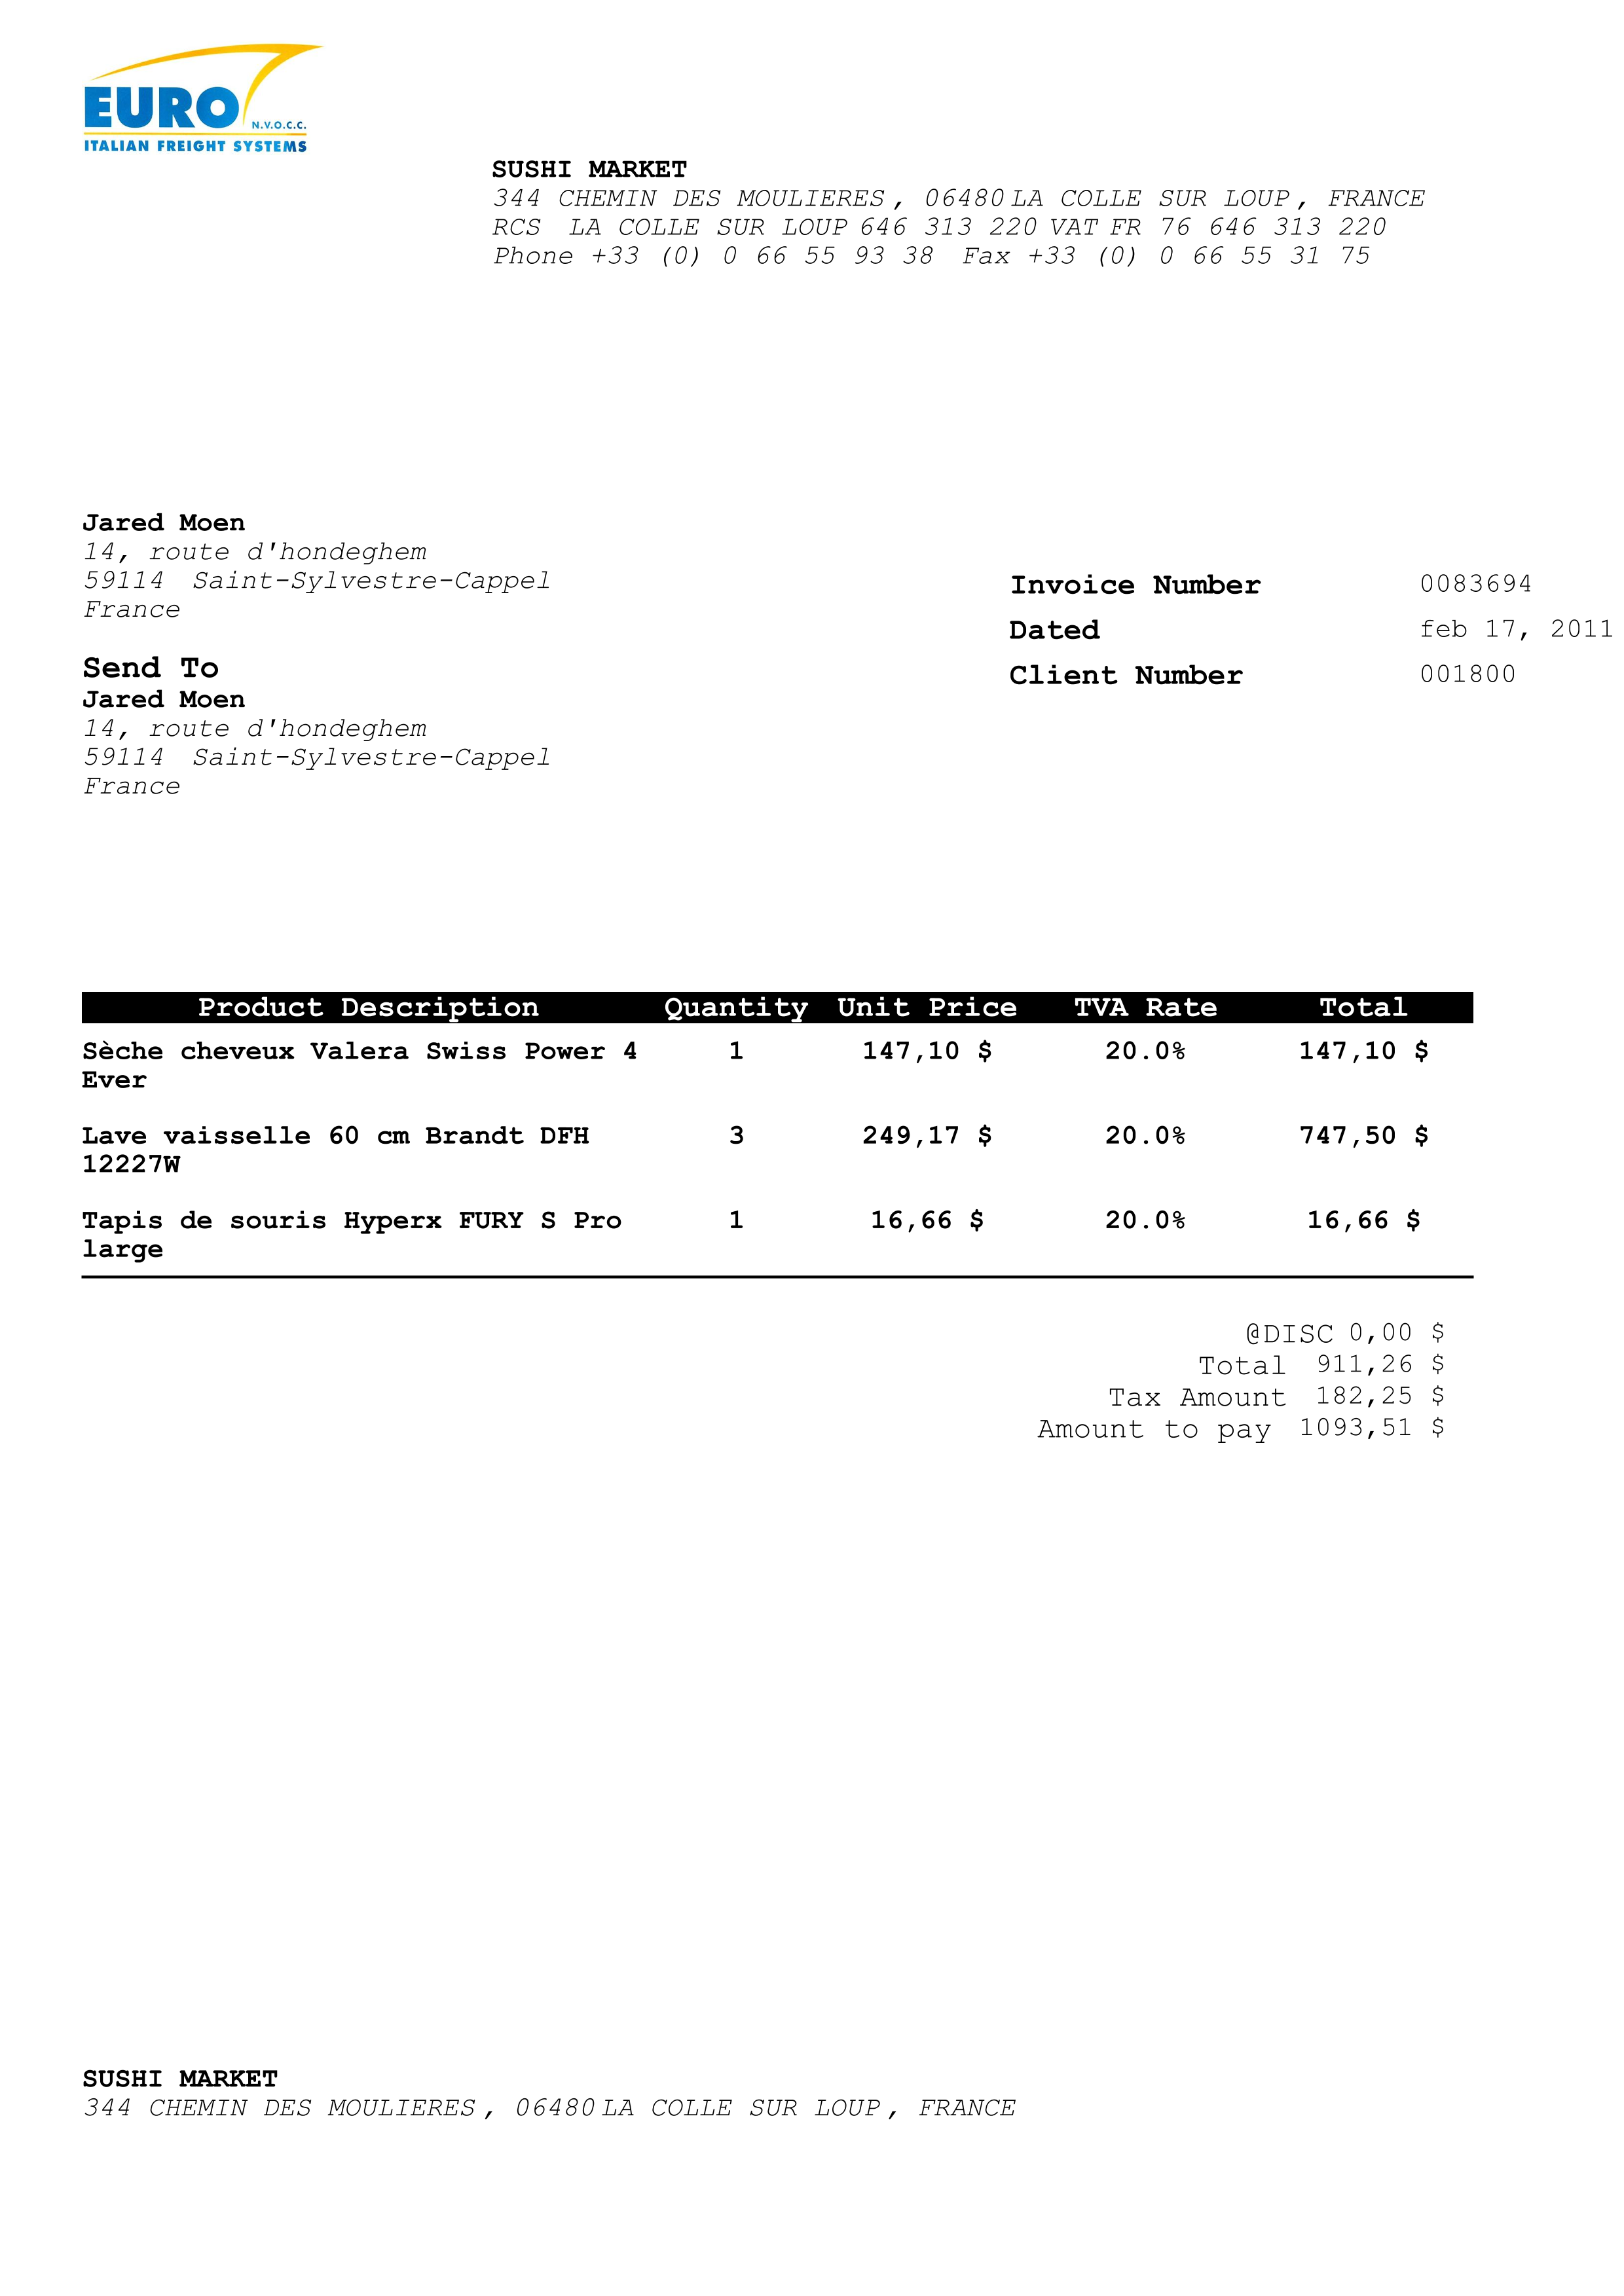 EURO
N.V.O.C.C.
ITALIAN FREIGHT SYSTEMS
SUSHI MARKET
344 CHEMIN DES MOULIERES, 06480 LA COLLE SUR LOUP, FRANCE
RCS LA COLLE SUR LOUP 646 313 220 VAT FR 76 646 313 220
Phone +33 (0) 0 66 55 93 38 Fax +33 (0) 0 66 55 31 75
Jared Moen
14, route d'hondeghem
59114 Saint-Sylvestre-Cappel
France
Invoice Number 0083694
Dated feb 17, 2011
Client Number 001800
Send To
Jared Moen
14, route d'hondeghem
59114 Saint-Sylvestre-Cappel
France
Product Description Quantity Unit Price TVA Rate Total
Sèche cheveux Valera Swiss Power 4 1 147,10 $ 20.0% 147,10 $
Ever
Lave vaisselle 60 cm Brandt DFH 3 249,17 $ 20.0% 747,50 $
12227W
Tapis de souris Hyperx FURY S Pro 1 16,66 $ 20.0% 16,66 $
large
@DISC 0,00 $
Total 911,26 $
Tax Amount 182,25 $
Amount to pay 1093,51 $
SUSHI MARKET
344 CHEMIN DES MOULIERES, 06480 LA COLLE SUR LOUP, FRANCE